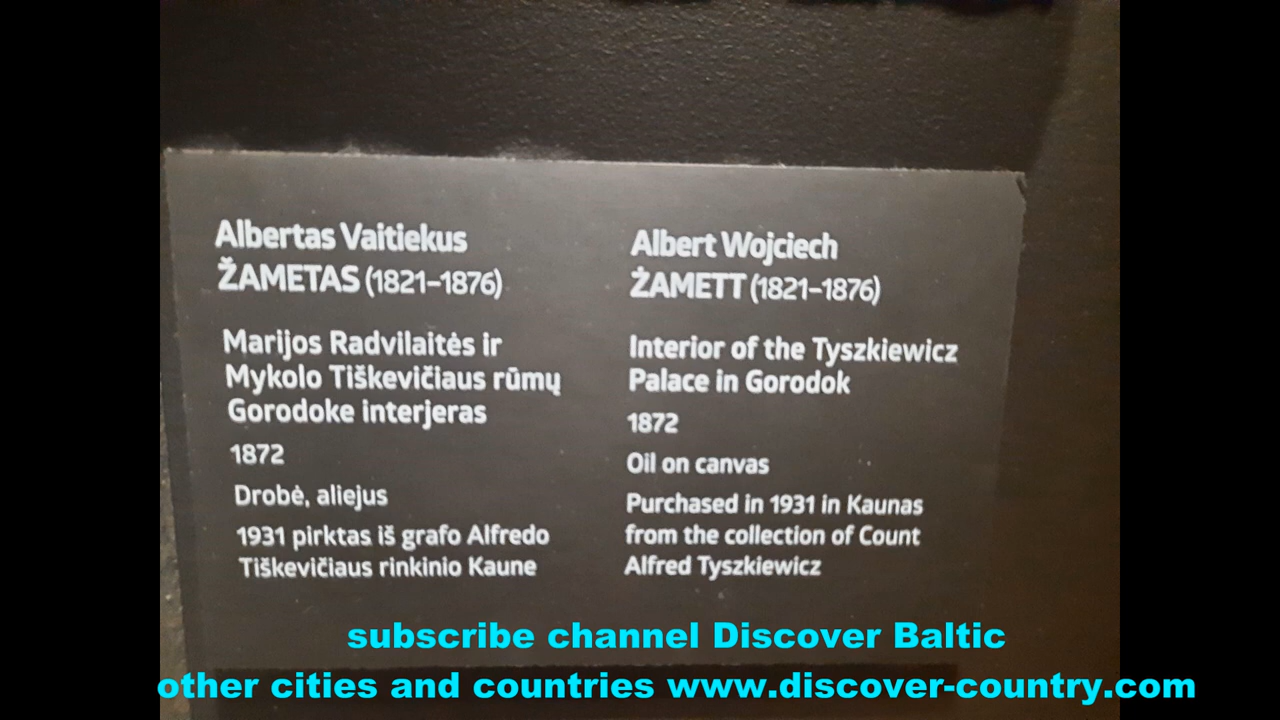 Albertas Vaitiekus
ŽAMETAS (1821–1876)
Marijos Radvilaitės ir
Mykolo Tiškevičiaus rūmų
Gorodoke interjeras
1872
Drobė, aliejus
1931 pirktas iš grafo Alfredo
Tiškevičiaus rinkinio Kaune
Albert Wojciech
ŻAMETT (1821–1876)
Interior of the Tyszkiewicz
Palace in Gorodok
1872
Oil on canvas
Purchased in 1931 in Kaunas
from the collection of Count
Alfred Tyszkiewicz
subscribe channel Discover Baltic
other cities and countries www.discover-country.com